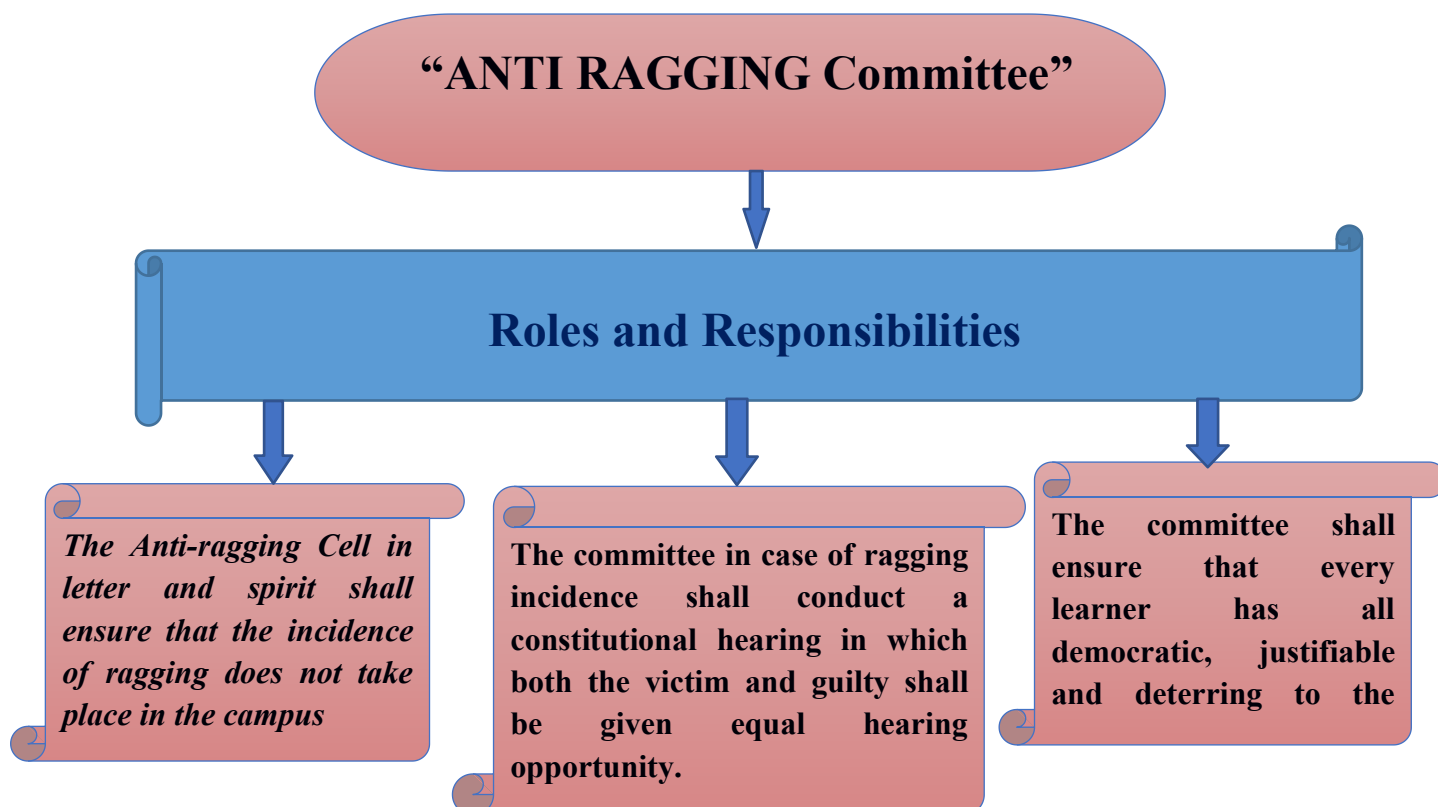 “ANTI RAGGING Committee”
Roles and Responsibilities
The Anti-ragging Cell in
letter and spirit shall
ensure that the incidence
of ragging does not take
place in the campus
The committee in case of ragging
incidence shall conduct a
constitutional hearing in which
both the victim and guilty shall
be given equal hearing
opportunity.
The committee shall
ensure that every
learner has all
democratic, justifiable
and deterring to the